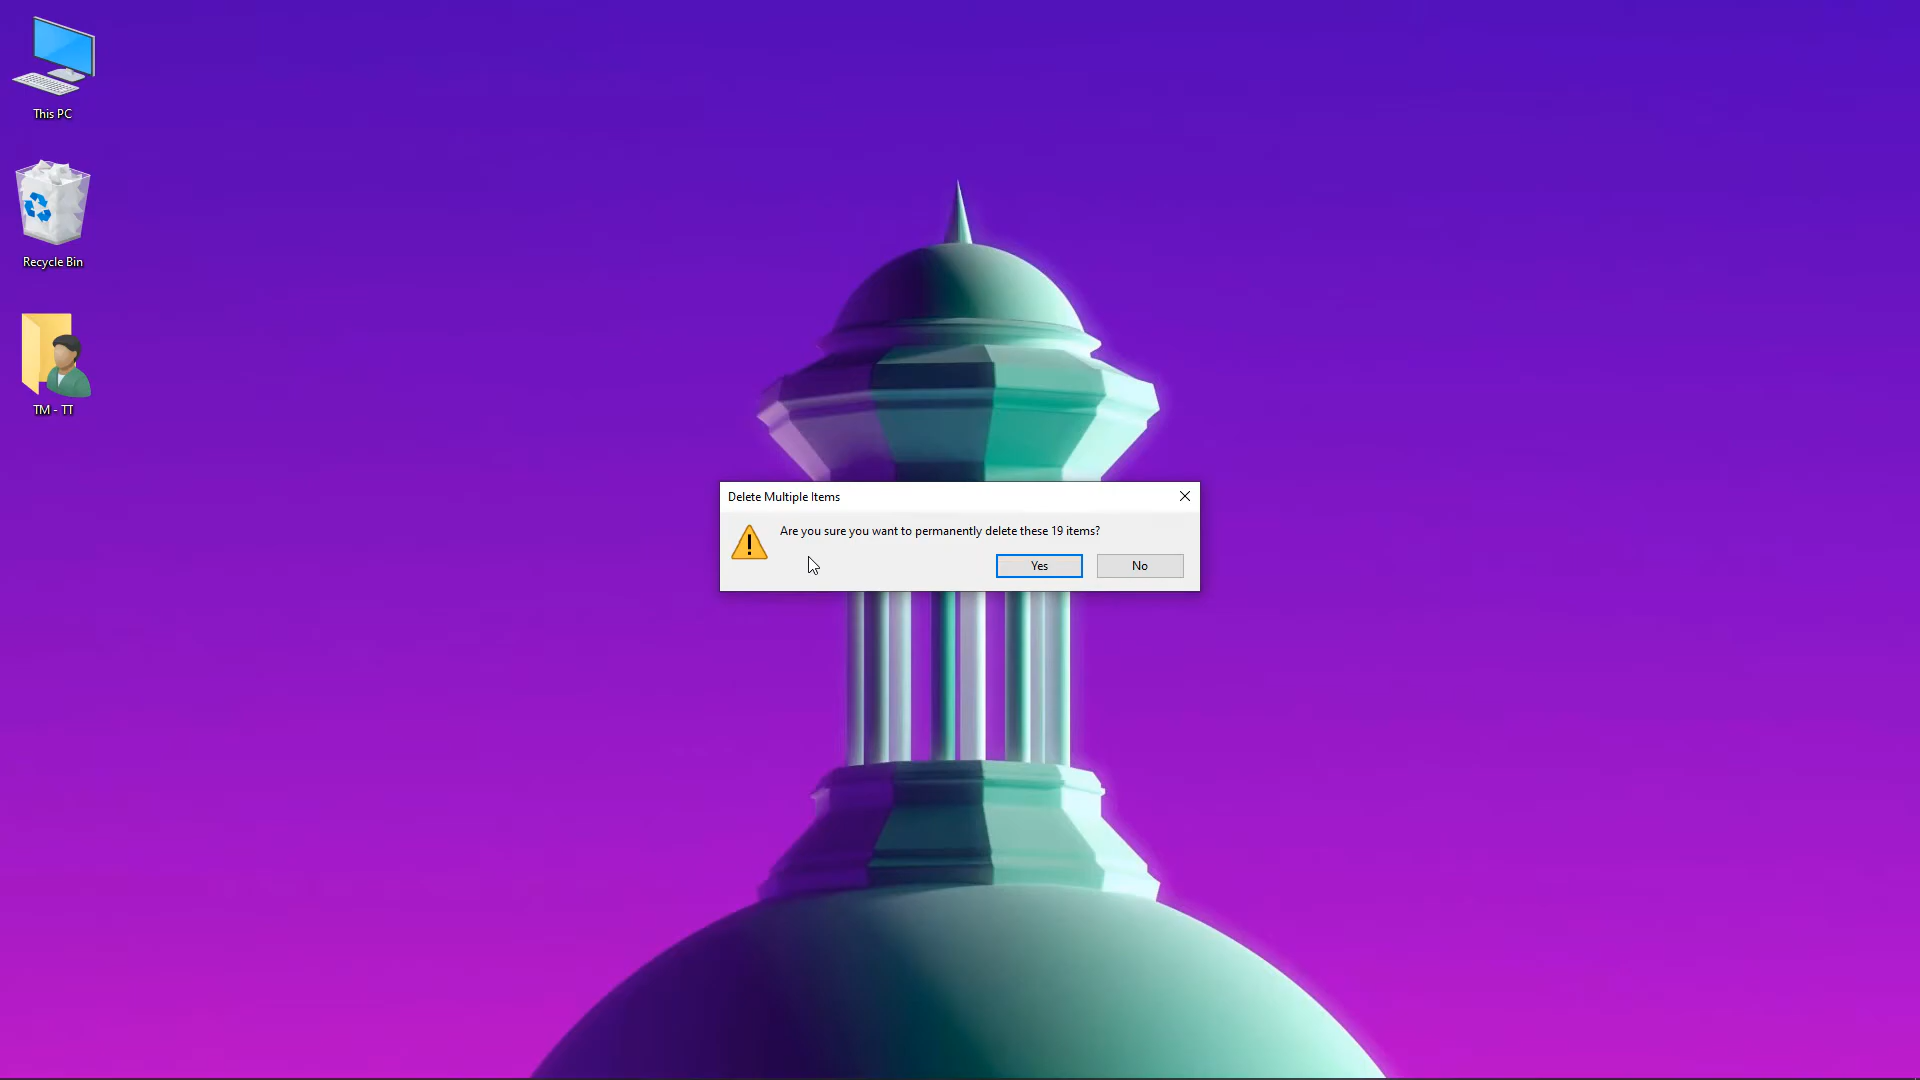 This PC
Recycle Bin
TM - TT
Delete Multiple Items
Are you sure you want to permanently delete these 19 items?
Yes
No